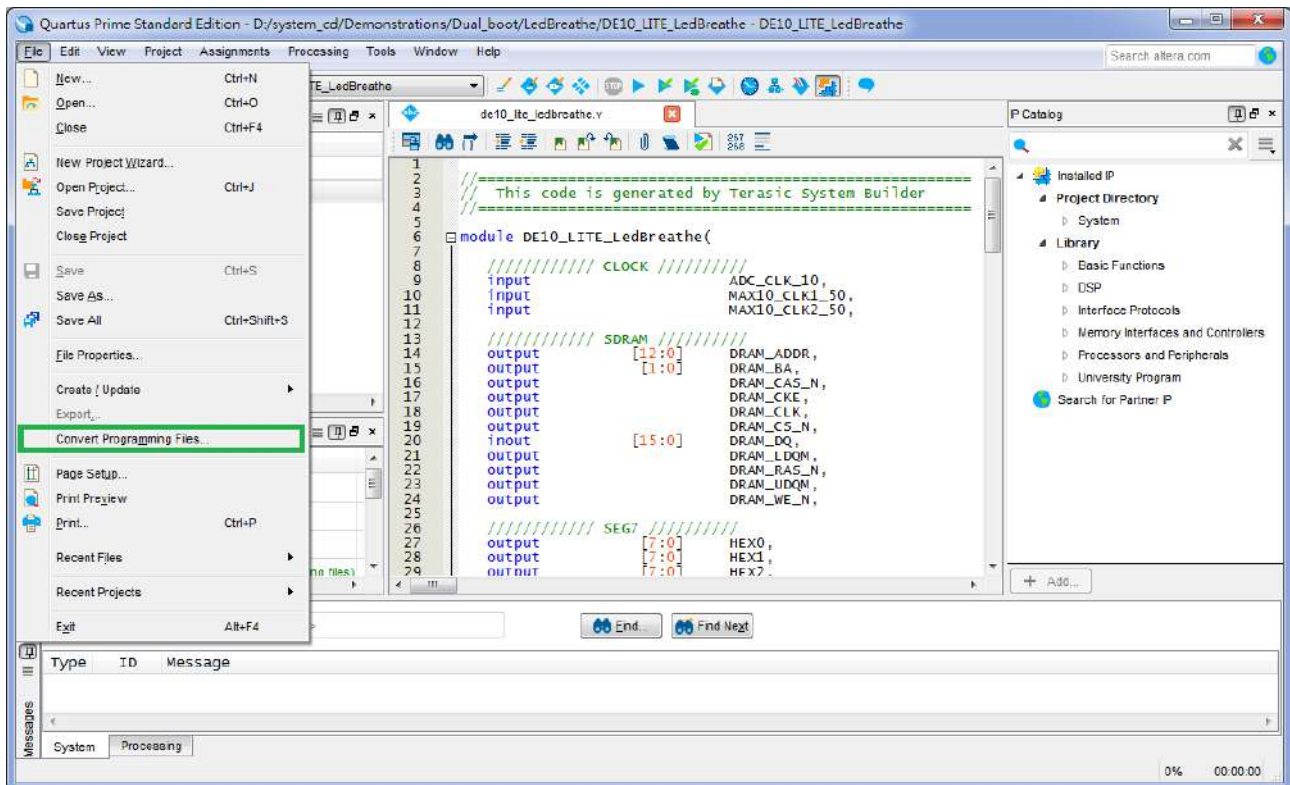 Quartus Prime Standard Edition - D:/system_cd/Demonstrations/Dual_boot/LedBreathe/DE10_LITE_LedBreathe - DE10_LITE_LedBreathe
File Edit View Project Assignments Processing Tools Window Help
Search altera.com
New... Ctrl+N
Open... Ctrl+O
Close Ctrl+F4
New Project Wizard...
Open Project... Ctrl+J
Save Project
Close Project
Save Ctrl+S
Save As...
Save All Ctrl+Shift+S
File Properties...
Create / Update
Export...
Convert Programming Files...
Page Setup...
Print Preview
Print... Ctrl+P
Recent Files
Recent Projects
Exit Alt+F4
TE_LedBreathe
STOP
de10_lite_ledbreathe.v
267
268
1
2 //=======================================================
3 // This code is generated by Terasic System Builder
4 //=======================================================
5
6 module DE10_LITE_LedBreathe(
7
8 //////////// CLOCK //////////
9 input ADC_CLK_10,
10 input MAX10_CLK1_50,
11 input MAX10_CLK2_50,
12
13 //////////// SDRAM //////////
14 output [12:0] DRAM_ADDR,
15 output [1:0] DRAM_BA,
16 output DRAM_CAS_N,
17 output DRAM_CKE,
18 output DRAM_CLK,
19 output DRAM_CS_N,
20 inout [15:0] DRAM_DQ,
21 output DRAM_LDQM,
22 output DRAM_RAS_N,
23 output DRAM_UDQM,
24 output DRAM_WE_N,
25
26 //////////// SEG7 //////////
27 output [7:0] HEX0,
28 output [7:0] HEX1,
29 output [7:0] HEX2,
files)
IP Catalog
Installed IP
Project Directory
System
Library
Basic Functions
DSP
Interface Protocols
Memory Interfaces and Controllers
Processors and Peripherals
University Program
Search for Partner IP
+ Add...
Find... Find Next
Type ID Message
Messages
System Processing
0% 00:00:00